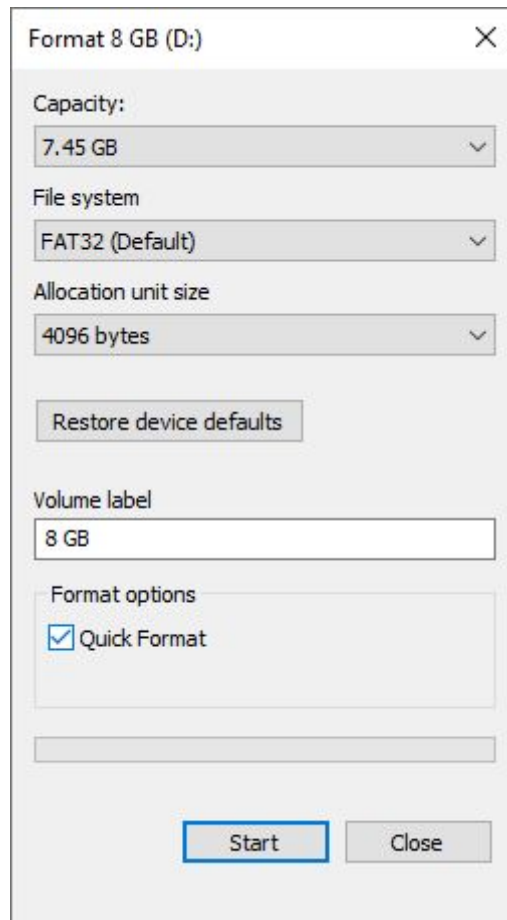 Format 8 GB (D:)
Capacity:
7.45 GB
File system
FAT32 (Default)
Allocation unit size
4096 bytes
Restore device defaults
Volume label
8 GB
Format options
Quick Format
Start Close